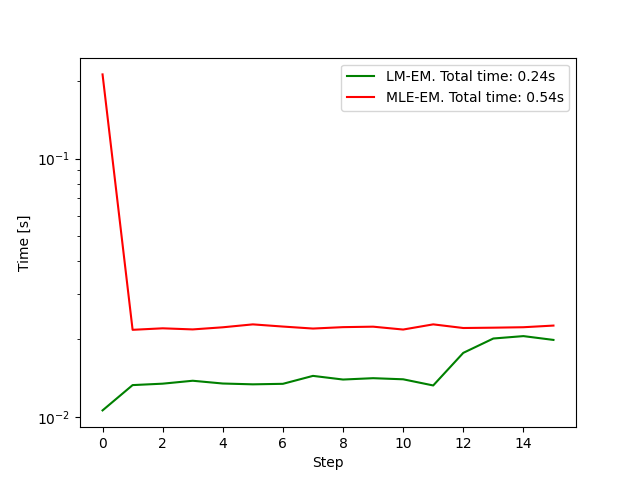 LM-EM. Total time: 0.24s
MLE-EM. Total time: 0.54s
10⁻¹
Time [s]
10⁻²
0 2 4 6 8 10 12 14
Step